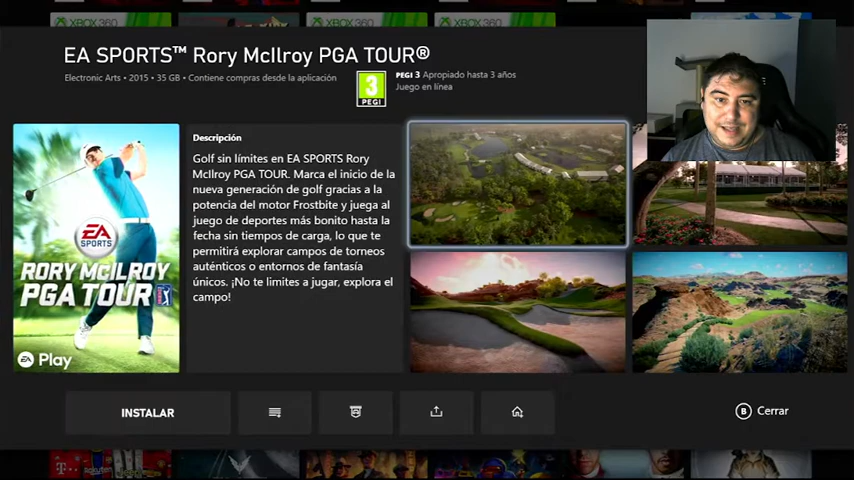 XBOX 360
XBOX 360
XBOX 360
EA SPORTS™ Rory McIlroy PGA TOUR®
Electronic Arts • 2015 • 35 GB • Contiene compras desde la aplicación
3
PEGI
PEGI 3 Apropiado hasta 3 años
Juego en línea
EA
SPORTS
RORY MCILROY
PGA TOUR
EA Play
Descripción
Golf sin límites en EA SPORTS Rory
McIlroy PGA TOUR. Marca el inicio de la
nueva generación de golf gracias a la
potencia del motor Frostbite y juega al
juego de deportes más bonito hasta la
fecha sin tiempos de carga, lo que te
permitirá explorar campos de torneos
auténticos o entornos de fantasía
únicos. ¡No te limites a jugar, explora el
campo!
INSTALAR
B Cerrar